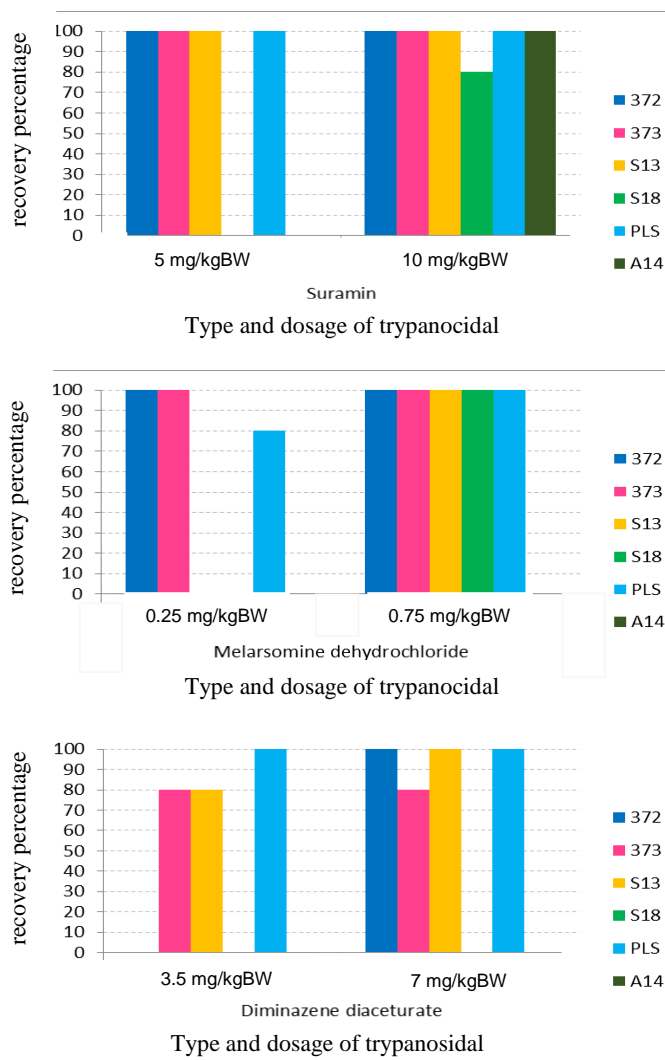 recovery percentage
100
90
80
70
60
50
40
30
20
10
0
5 mg/kgBW 10 mg/kgBW
Suramin
Type and dosage of trypanocidal
372
373
S13
S18
PLS
A14
recovery percentage
100
90
80
70
60
50
40
30
20
10
0
0.25 mg/kgBW 0.75 mg/kgBW
Melarsomine dehydrochloride
Type and dosage of trypanocidal
372
373
S13
S18
PLS
A14
recovery percentage
100
90
80
70
60
50
40
30
20
10
0
3.5 mg/kgBW 7 mg/kgBW
Diminazene diaceturate
Type and dosage of trypanosidal
372
373
S13
S18
PLS
A14